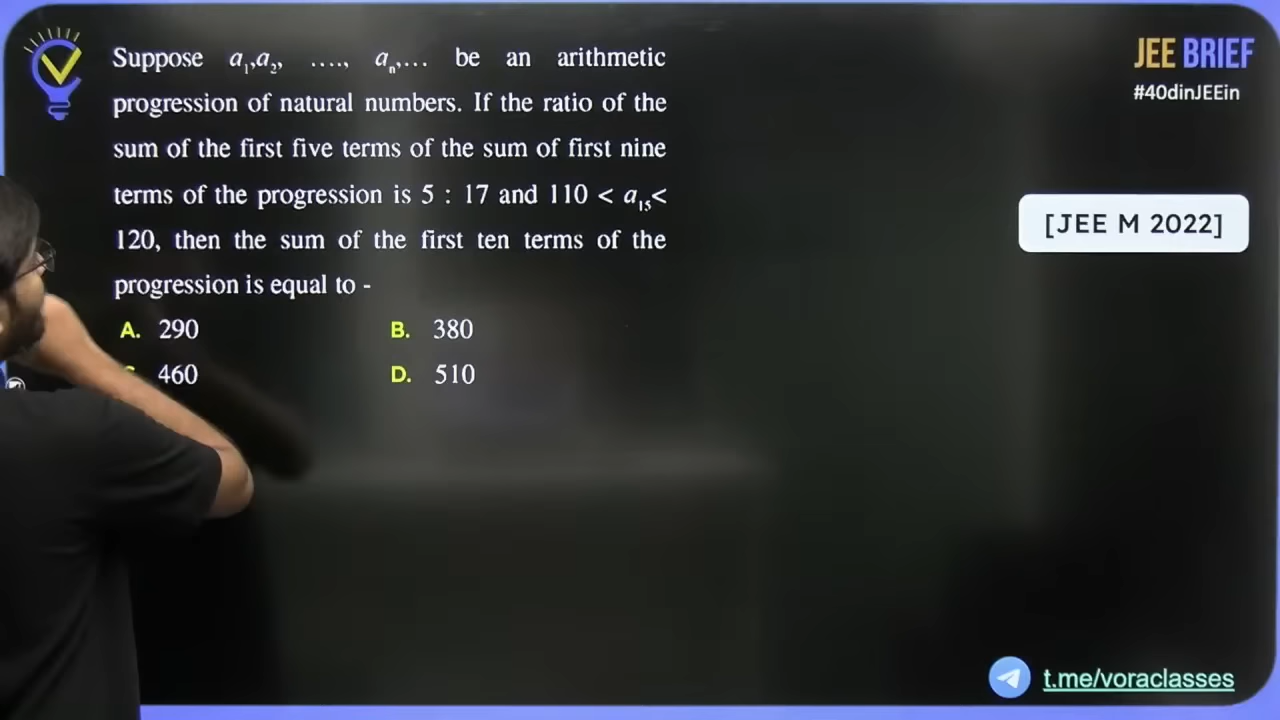 Suppose a₁,a₂, ...., aₙ,... be an arithmetic
progression of natural numbers. If the ratio of the
sum of the first five terms of the sum of first nine
terms of the progression is 5 : 17 and 110 < a₁₅<
120, then the sum of the first ten terms of the
progression is equal to -
A. 290
B. 380
460
D. 510
JEE BRIEF
#40dinJEEin
[JEE M 2022]
t.me/voraclasses